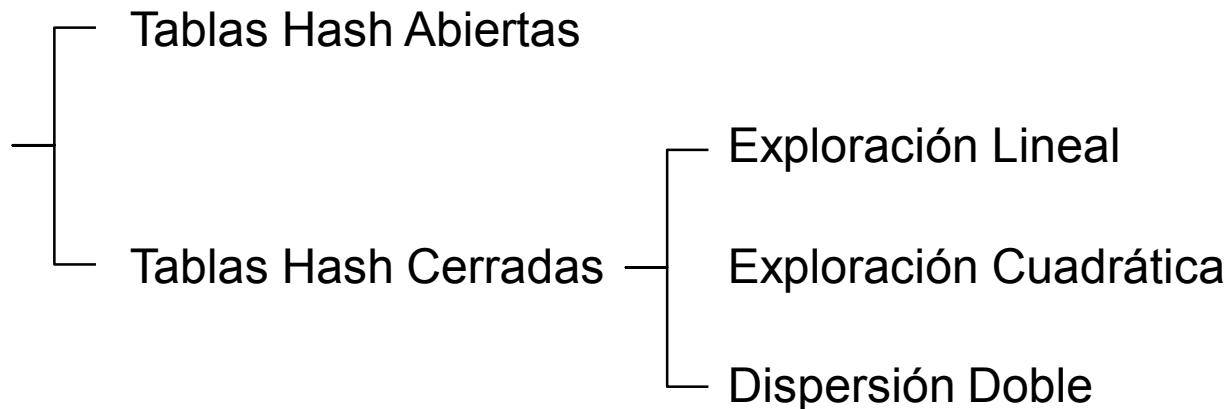 Tablas Hash Abiertas
Exploración Lineal
Tablas Hash Cerradas
Exploración Cuadrática
Dispersión Doble